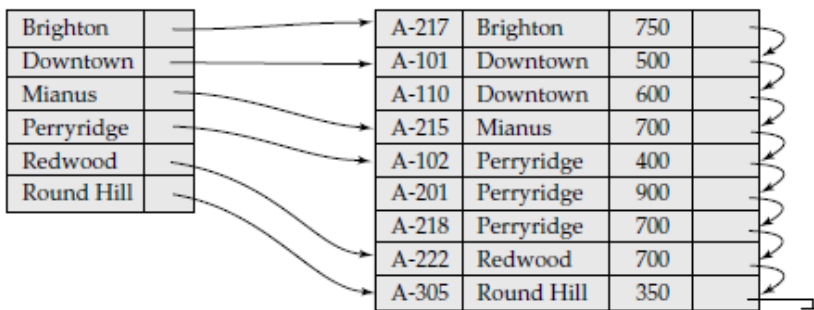 Brighton
Downtown
Mianus
Perryridge
Redwood
Round Hill
A-217 Brighton 750
A-101 Downtown 500
A-110 Downtown 600
A-215 Mianus 700
A-102 Perryridge 400
A-201 Perryridge 900
A-218 Perryridge 700
A-222 Redwood 700
A-305 Round Hill 350